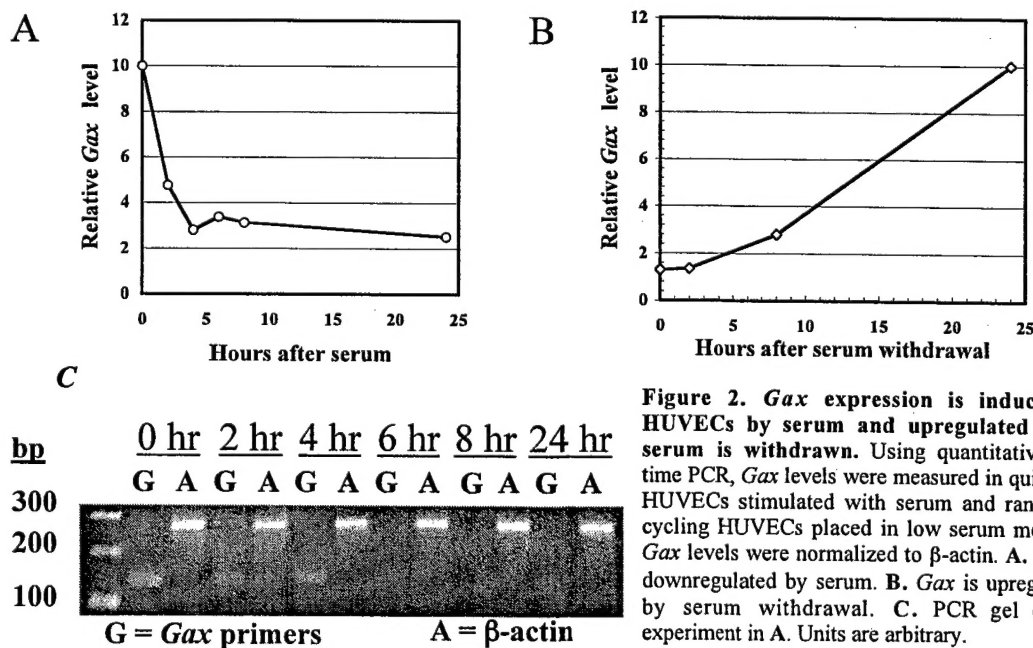 A
12
10
8
6
4
2
0
Relative Gax level
0 5 10 15 20 25
Hours after serum
B
12
10
8
6
4
2
0
Relative Gax level
0 5 10 15 20 25
Hours after serum withdrawal
C
bp
300
200
100
0 hr 2 hr 4 hr 6 hr 8 hr 24 hr
G A G A G A G A G A G A
G = Gax primers A = β-actin
Figure 2. Gax expression is induc
HUVECs by serum and upregulated
serum is withdrawn. Using quantitativ
time PCR, Gax levels were measured in qui
HUVECs stimulated with serum and ran
cycling HUVECs placed in low serum m
Gax levels were normalized to β-actin. A.
downregulated by serum. B. Gax is upreg
by serum withdrawal. C. PCR gel
experiment in A. Units are arbitrary.